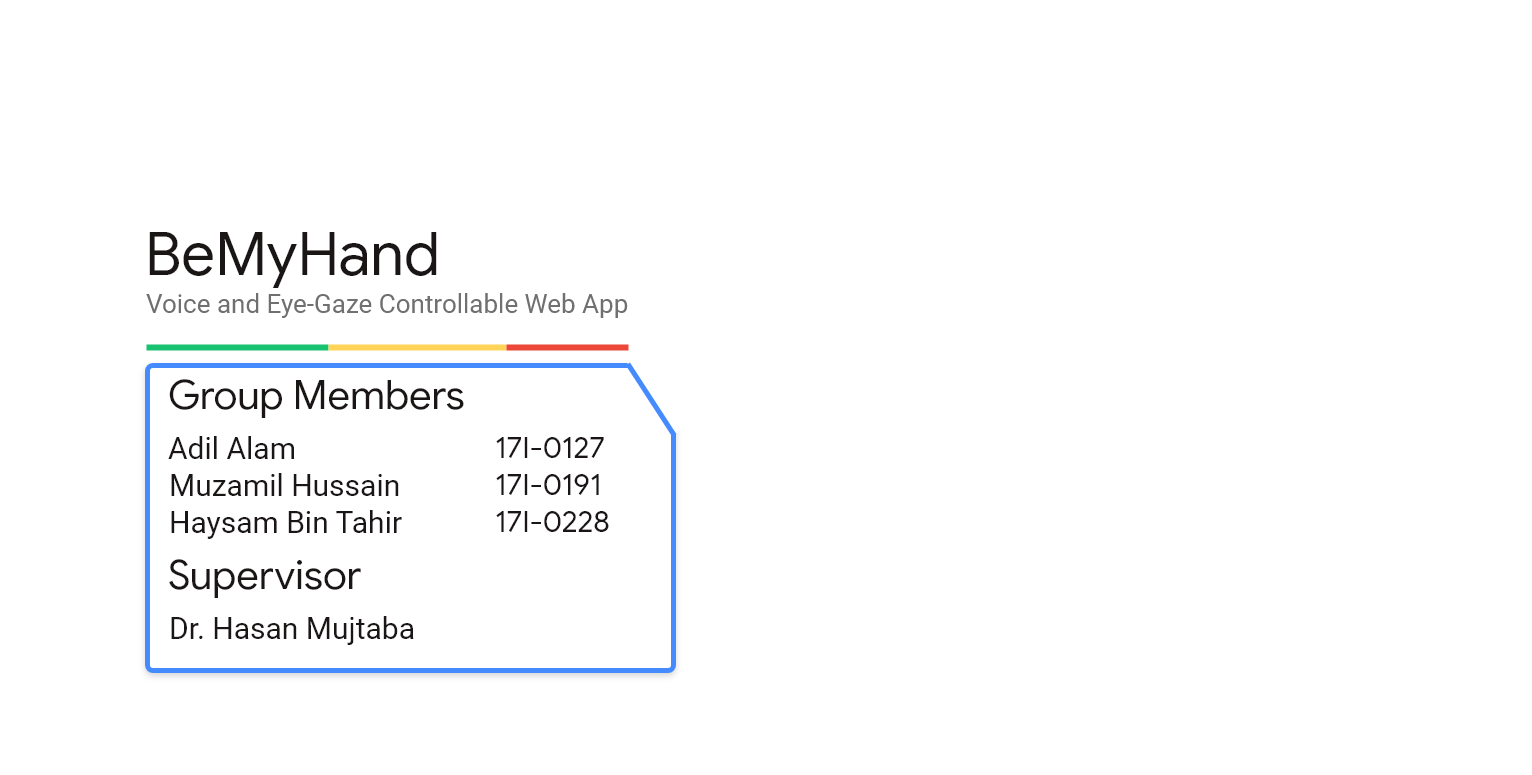 BeMyHand
Voice and Eye-Gaze Controllable Web App
Group Members
Adil Alam 17I-0127
Muzamil Hussain 17I-0191
Haysam Bin Tahir 17I-0228
Supervisor
Dr. Hasan Mujtaba